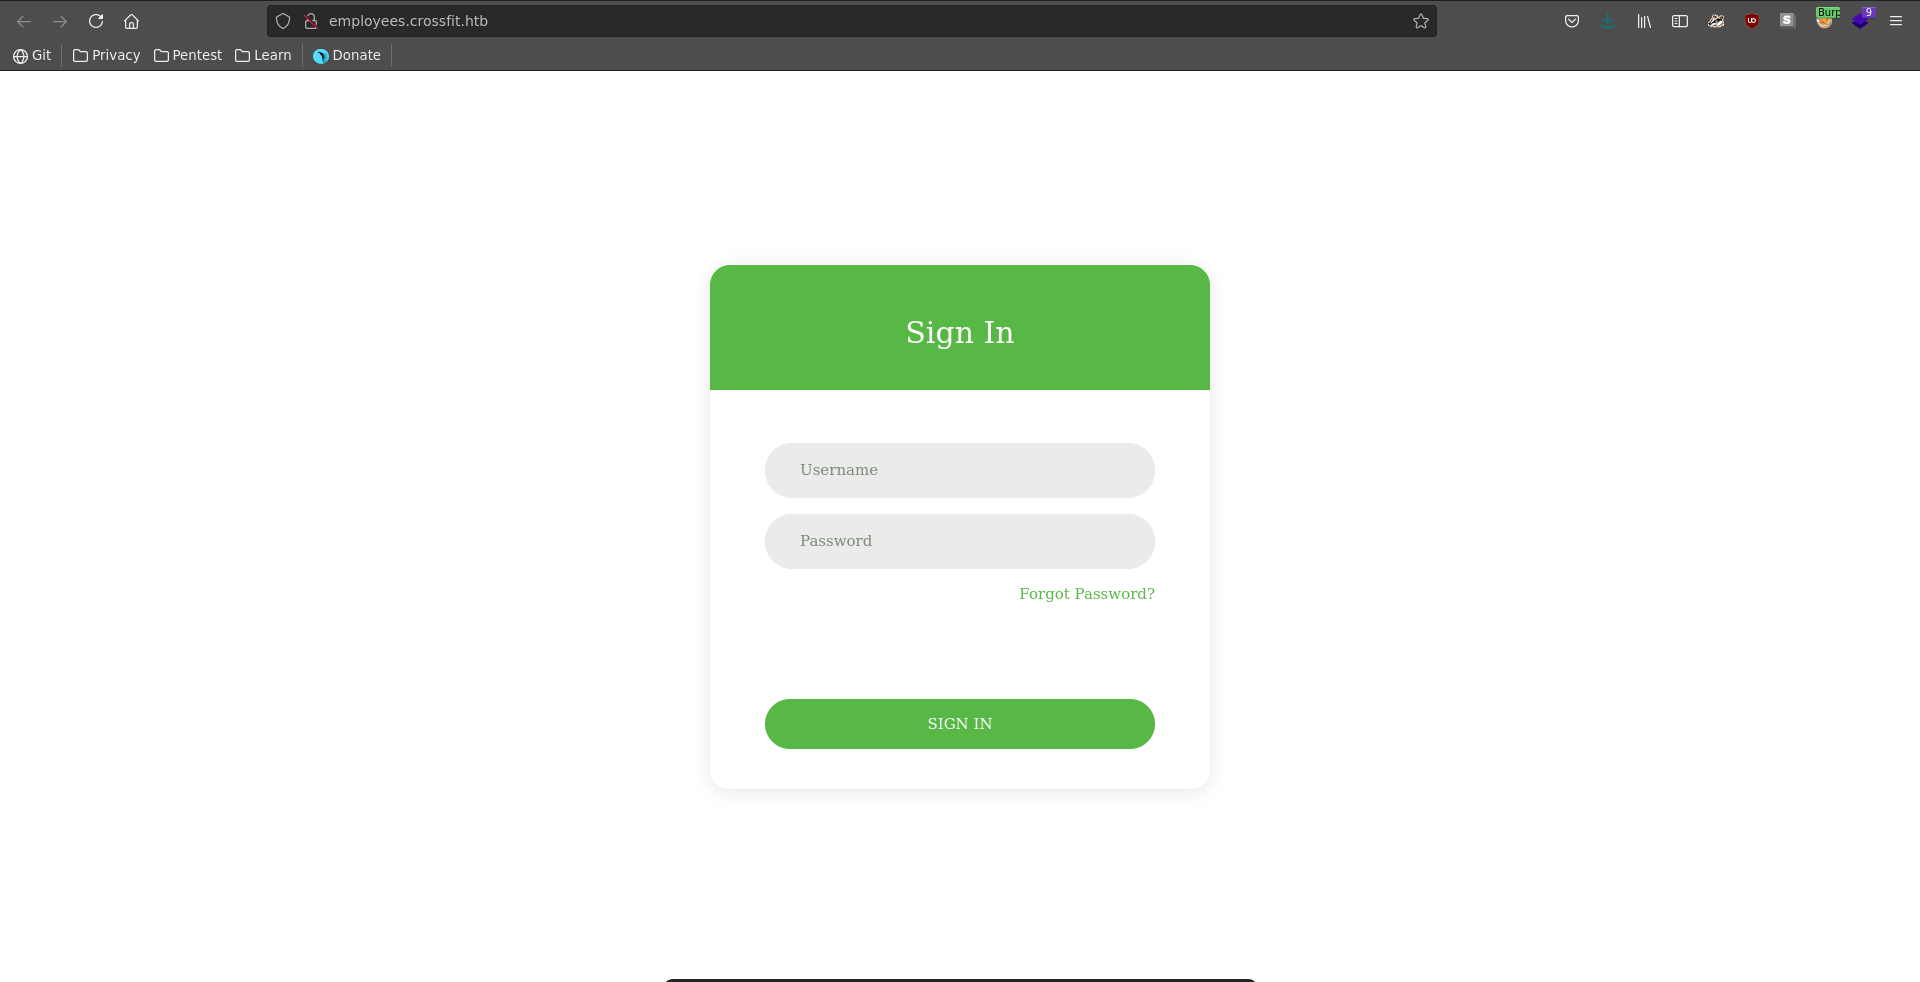 employees.crossfit.htb
Burp
9
Git Privacy Pentest Learn Donate
Sign In
Username
Password
Forgot Password?
SIGN IN